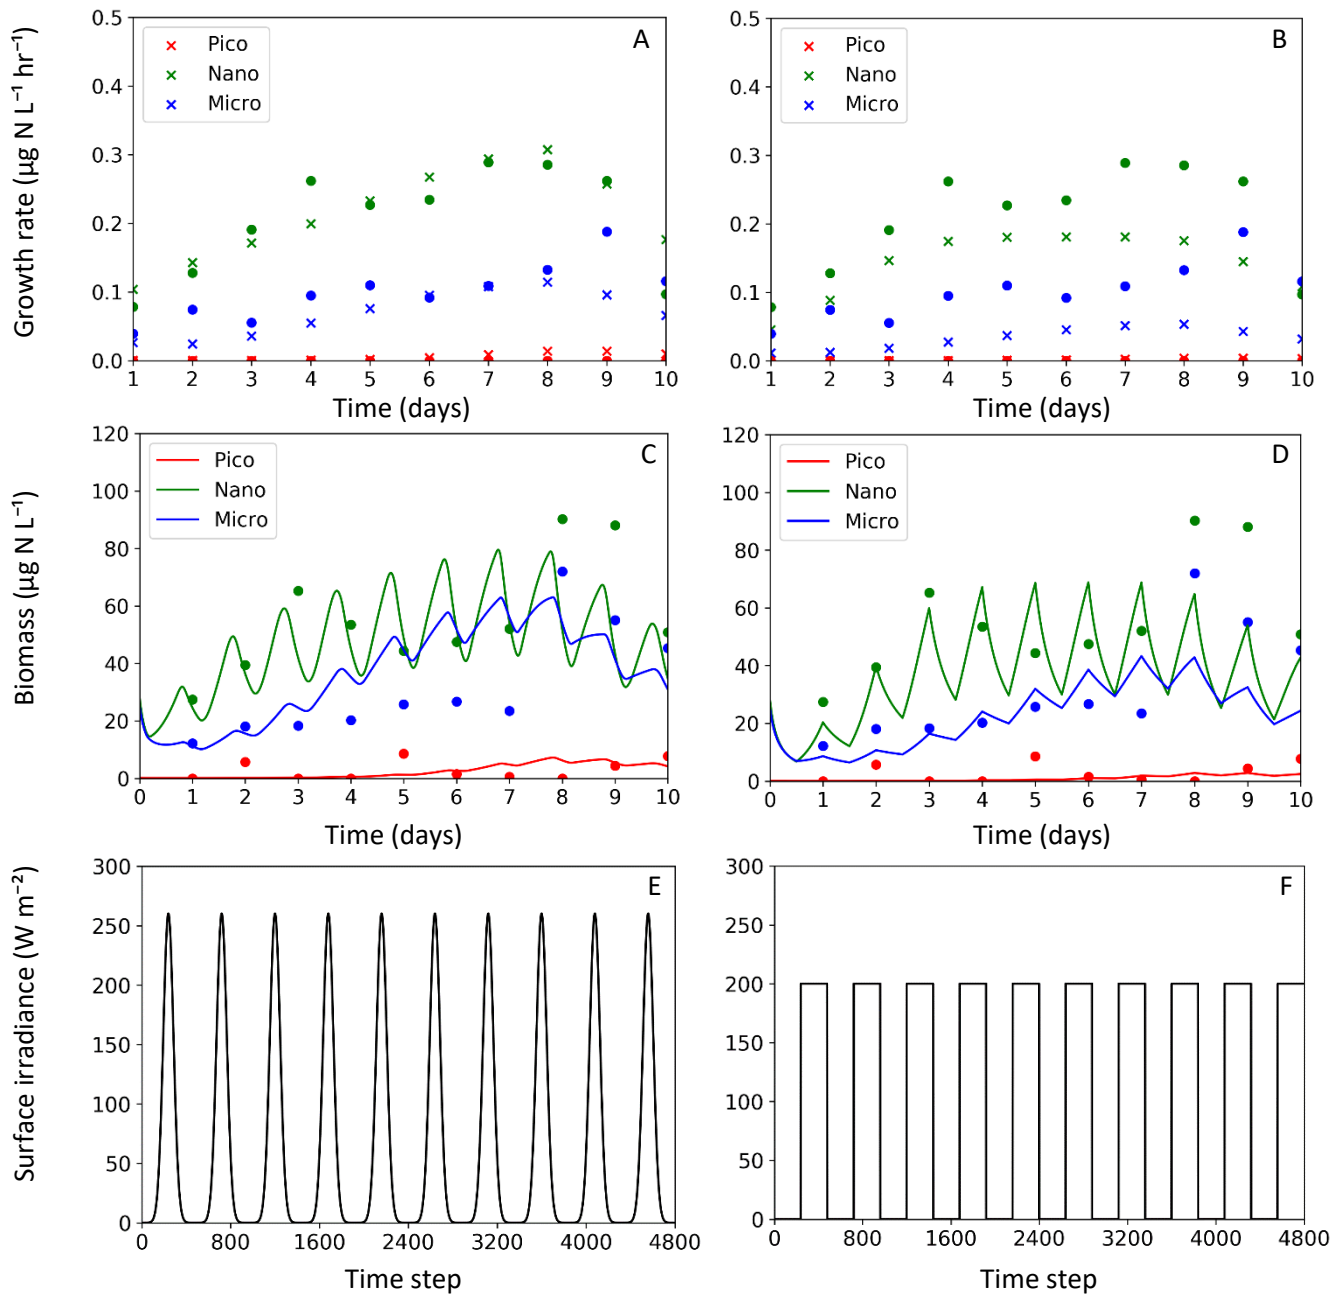 Growth rate (µg N L⁻¹ hr⁻¹)
0.5
0.4
0.3
0.2
0.1
0.0
Pico
Nano
Micro
A
1 2 3 4 5 6 7 8 9 10
Time (days)
0.5
0.4
0.3
0.2
0.1
0.0
Pico
Nano
Micro
B
1 2 3 4 5 6 7 8 9 10
Time (days)
Biomass (µg N L⁻¹)
120
100
80
60
40
20
0
Pico
Nano
Micro
C
0 1 2 3 4 5 6 7 8 9 10
Time (days)
120
100
80
60
40
20
0
Pico
Nano
Micro
D
0 1 2 3 4 5 6 7 8 9 10
Time (days)
Surface irradiance (W m⁻²)
300
250
200
150
100
50
0
E
0 800 1600 2400 3200 4000 4800
Time step
300
250
200
150
100
50
0
F
0 800 1600 2400 3200 4000 4800
Time step